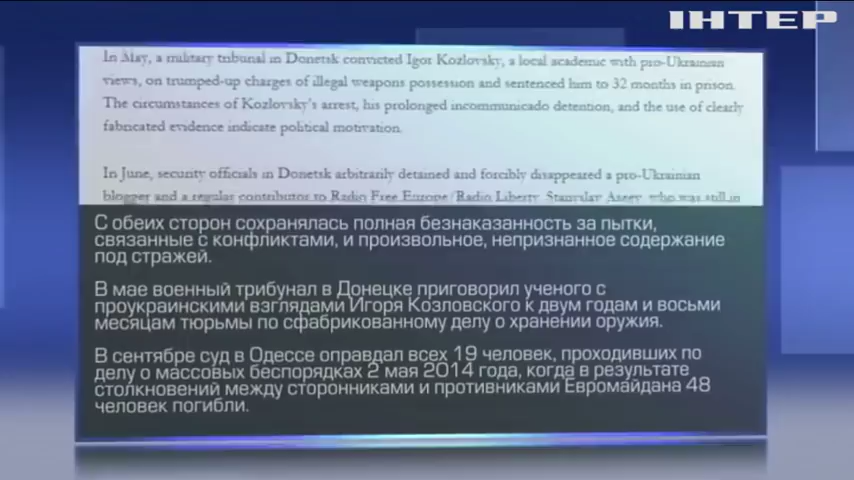 ІНТЕР
In May, a military tribunal in Donetsk convicted Igor Kozlovsky, a local academic with pro-Ukrainian
views, on trumped-up charges of illegal weapons possession and sentenced him to 32 months in prison.
The circumstances of Kozlovsky's arrest, his prolonged incommunicado detention, and the use of clearly
fabricated evidence indicate political motivation.
In June, security officials in Donetsk arbitrarily detained and forcibly disappeared a pro-Ukrainian
blogger and a regular contributor to Radio Free Europe/Radio Liberty, Stanyslav Aseev, who was still in
С обеих сторон сохранялась полная безнаказанность за пытки,
связанные с конфликтами, и произвольное, непризнанное содержание
под стражей.
В мае военный трибунал в Донецке приговорил ученого с
проукраинскими взглядами Игоря Козловского к двум годам и восьми
месяцам тюрьмы по сфабрикованному делу о хранении оружия.
В сентябре суд в Одессе оправдал всех 19 человек, проходивших по
делу о массовых беспорядках 2 мая 2014 года, когда в результате
столкновений между сторонниками и противниками Евромайдана 48
человек погибли.